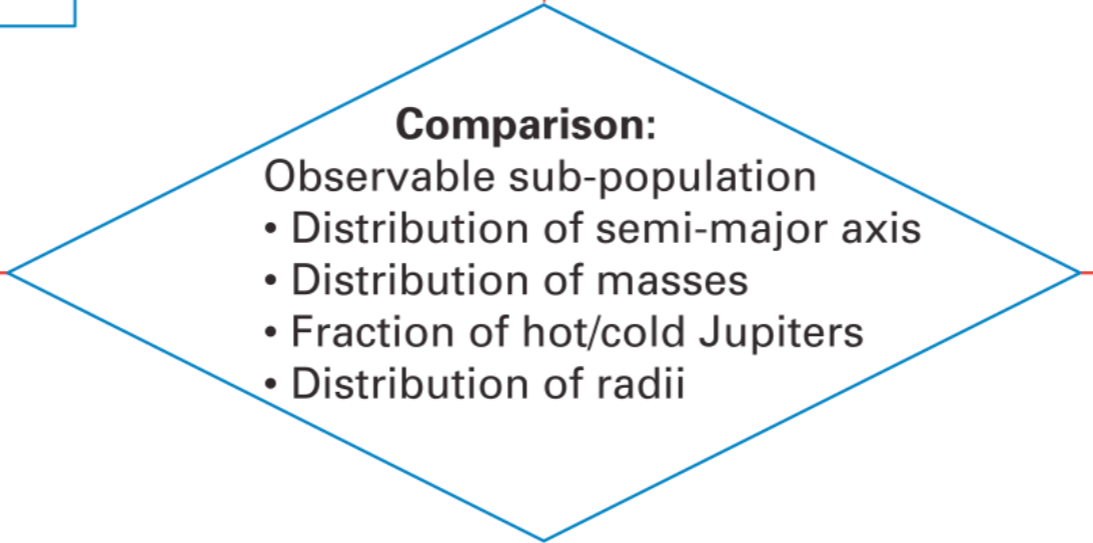 Comparison:
Observable sub-population
• Distribution of semi-major axis
• Distribution of masses
• Fraction of hot/cold Jupiters
• Distribution of radii